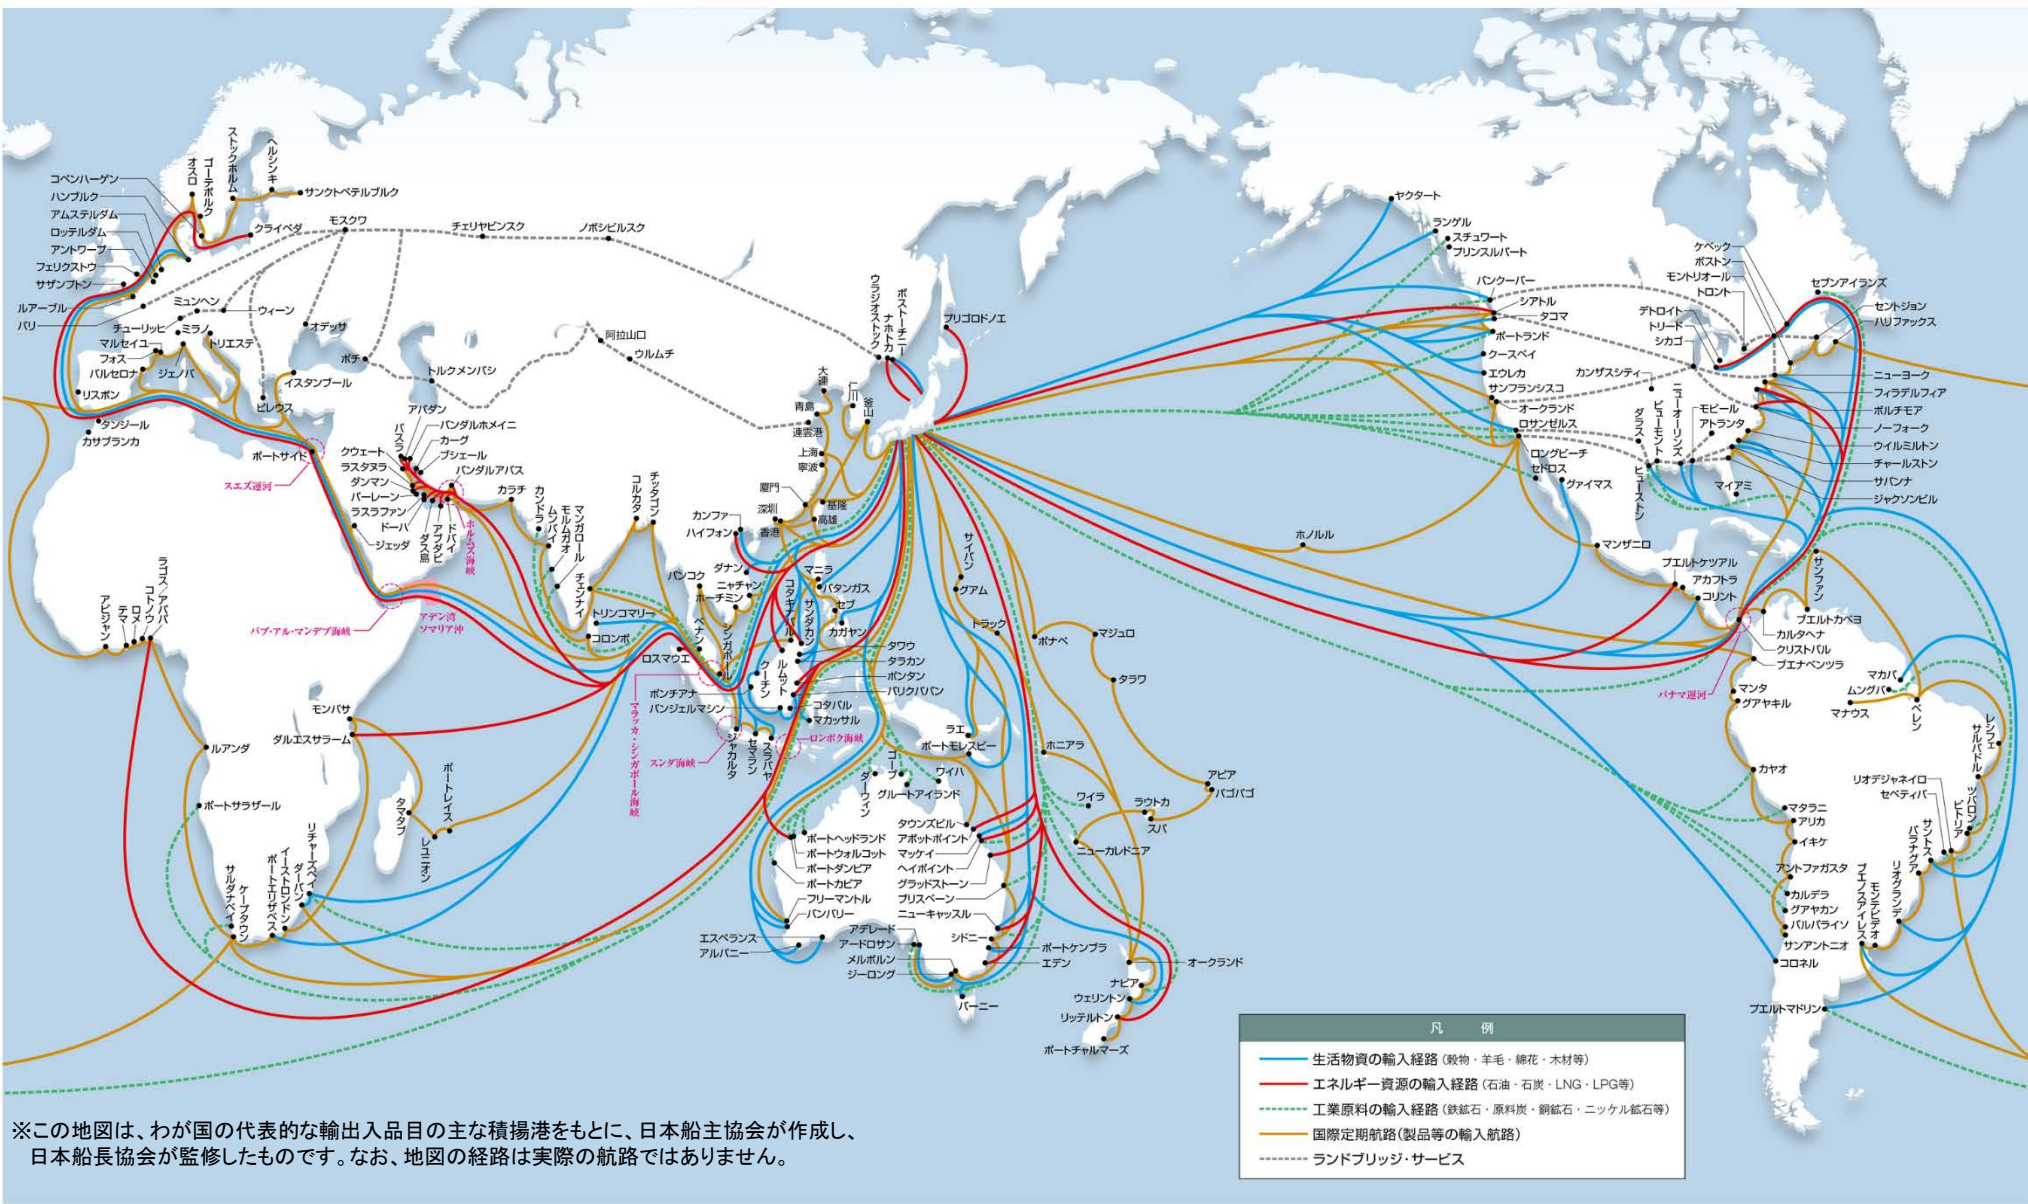 コペンハーゲン
ハンブルク
アムステルダム
ロッテルダム
アントワープ
フェリクストウ
サザンプトン
ルアーブル
パリ
オスロ
ゴーテボルク
ストックホルム
ヘルシンキ
サンクトペテルブルク
クライペダ
モスクワ
チェリヤビンスク
ノボシビルスク
ミュンヘン
ウィーン
チューリッヒ
ミラノ
マルセイユ
トリエステ
フォス
バルセロナ
ジェノバ
リスボン
オデッサ
ポチ
イスタンブール
ピレウス
トルクメンバシ
阿拉山口
ウルムチ
タンジール
カサブランカ
ポートサイド
スエズ運河
アバダン
バンダルホメイニ
バスラ
カーグ
ブシェール
クウェート
ラスタヌラ
ダンマン
バーレーン
ラスラファン
ドーハ
バンダルアバス
ダス島
アブダビ
ドバイ
ホルムズ海峡
ジェッダ
バブ・アル・マンデブ海峡
アデン湾
ソマリア沖
カラチ
カンドラ
ムンバイ
モルムガオ
マンガロール
チェンナイ
コルカタ
チッタゴン
トリンコマリー
コロンボ
ウラジオストック
ナホトカ
ボストーチニー
プリゴロドノエ
大連
仁川
釜山
青島
連雲港
上海
寧波
厦門
深圳
香港
基隆
高雄
カンファ
ハイフォン
ダナン
ニャチャン
ホーチミン
バンコク
ペナン
シンガポール
ロスマウエ
マラッカ・シンガポール海峡
マニラ
バタンガス
セブ
カガヤン
コタキナバル
サンダカン
タワウ
タラカン
ボンタン
バリクパパン
コタバル
マカッサル
ルムット
クーチン
ポンチアナ
バンジェルマシン
ジャカルタ
セマラン
スラバヤ
スンダ海峡
ロンボク海峡
サイパン
グアム
トラック
ポナペ
マジュロ
タラワ
ラエ
ポートモレスビー
ホニアラ
アピア
パゴパゴ
ラウトカ
スバ
ワイラ
ニューカレドニア
ダーウィン
ゴーブ
ワイハ
グルートアイランド
ポートヘッドランド
ポートウォルコット
ポートダンピア
ポートカピア
フリーマントル
バンバリー
エスペランス
アルバニー
タウンズビル
アボットポイント
マッケイ
ヘイポイント
グラッドストーン
ブリスベーン
ニューキャッスル
シドニー
ポートケンブラ
エデン
アデレード
アードロサン
メルボルン
ジーロング
バーニー
オークランド
ナピア
ウェリントン
リッテルトン
ポートチャルマーズ
アビジャン
テマ
ロメ
コトノウ
ラゴス／アパパ
ルアンダ
ポートサラザール
モンバサ
ダルエスサラーム
タマタブ
レユニオン
ポートレイス
リチャーズベイ
ダーバン
イーストロンドン
ポートエリザベス
ケープタウン
サルダナベイ
ヤクタート
ランゲル
スチュワート
プリンスルパート
バンクーバー
シアトル
タコマ
ポートランド
クースベイ
エウレカ
サンフランシスコ
オークランド
ロサンゼルス
ロングビーチ
セドロス
グァイマス
ホノルル
マンザニロ
ケベック
ボストン
モントリオール
トロント
セブンアイランズ
セントジョン
ハリファックス
デトロイト
トリード
シカゴ
カンザスシティ
ダラス
ヒューストン
ビューモント
ニューオーリンズ
モビール
アトランタ
マイアミ
ニューヨーク
フィラデルフィア
ボルチモア
ノーフォーク
ウイルミルトン
チャールストン
サバンナ
ジャクソンビル
プエルトケツアル
アカフトラ
コリント
サンファン
プエルトカベヨ
カルタヘナ
クリストバル
ブエナベンツラ
パナマ運河
マンタ
グアヤキル
カヤオ
マタラニ
アリカ
イキケ
アントファガスタ
カルデラ
グアヤカン
バルパライソ
サンアントニオ
コロネル
マカパ
ムングバ
マナウス
ベレン
レシフェ
サルバドル
ツバロン
ビトリア
リオデジャネイロ
セペティバー
サントス
パラナグア
リオグランデ
モンテビデオ
ブエノスアイレス
プエルトマドリン
凡 例
生活物資の輸入経路（穀物・羊毛・綿花・木材等）
エネルギー資源の輸入経路（石油・石炭・LNG・LPG等）
工業原料の輸入経路（鉄鉱石・原料炭・銅鉱石・ニッケル鉱石等）
国際定期航路（製品等の輸入航路）
ランドブリッジ・サービス
※この地図は、わが国の代表的な輸出入品目の主な積揚港をもとに、日本船主協会が作成し、
日本船長協会が監修したものです。なお、地図の経路は実際の航路ではありません。